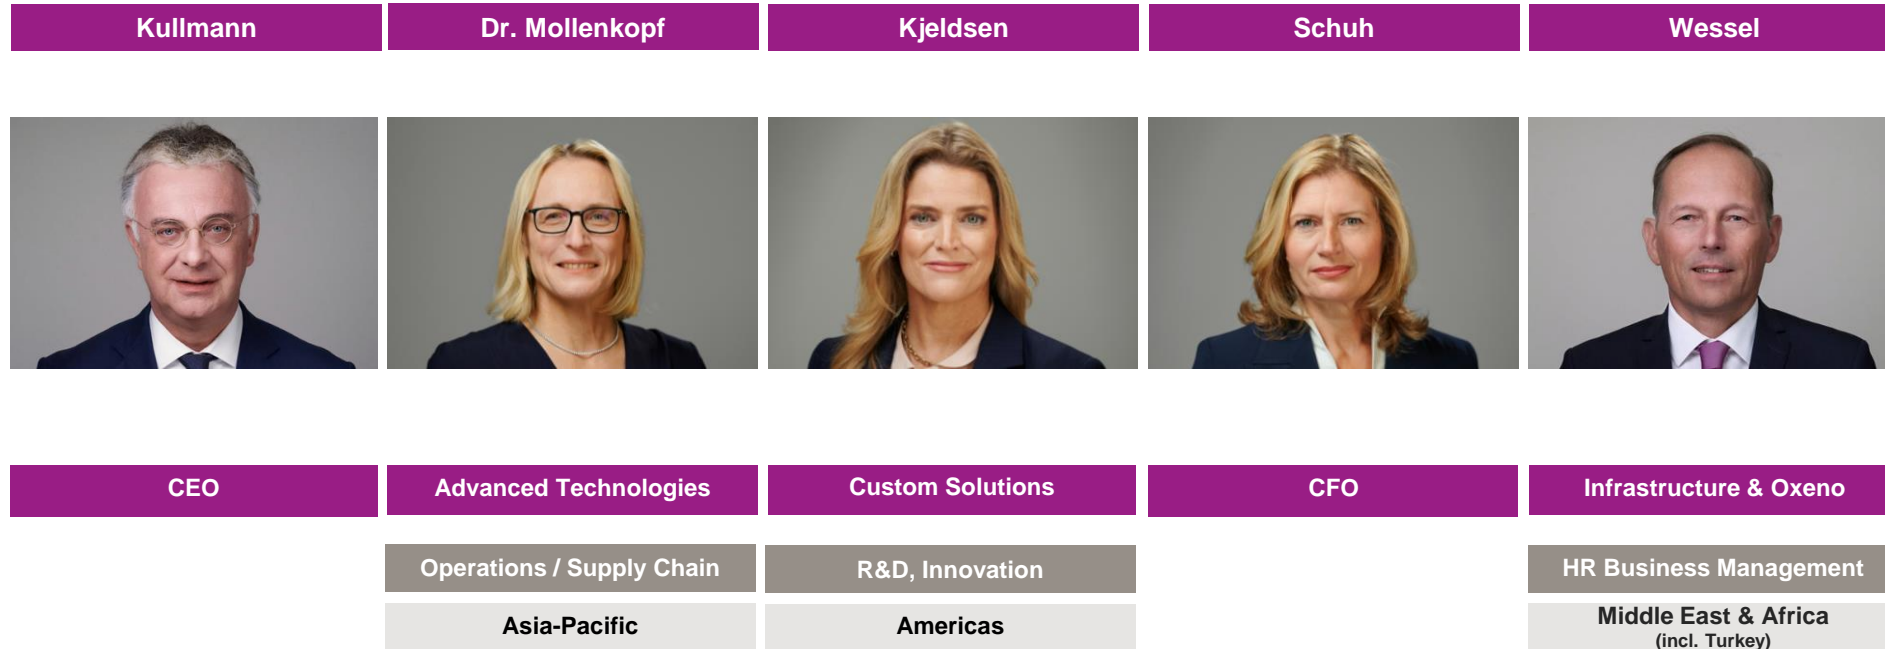 Kullmann
Dr. Mollenkopf
Kjeldsen
Schuh
Wessel
CEO
Advanced Technologies
Custom Solutions
CFO
Infrastructure & Oxeno
Operations / Supply Chain
R&D, Innovation
HR Business Management
Asia-Pacific
Americas
Middle East & Africa
(incl. Turkey)